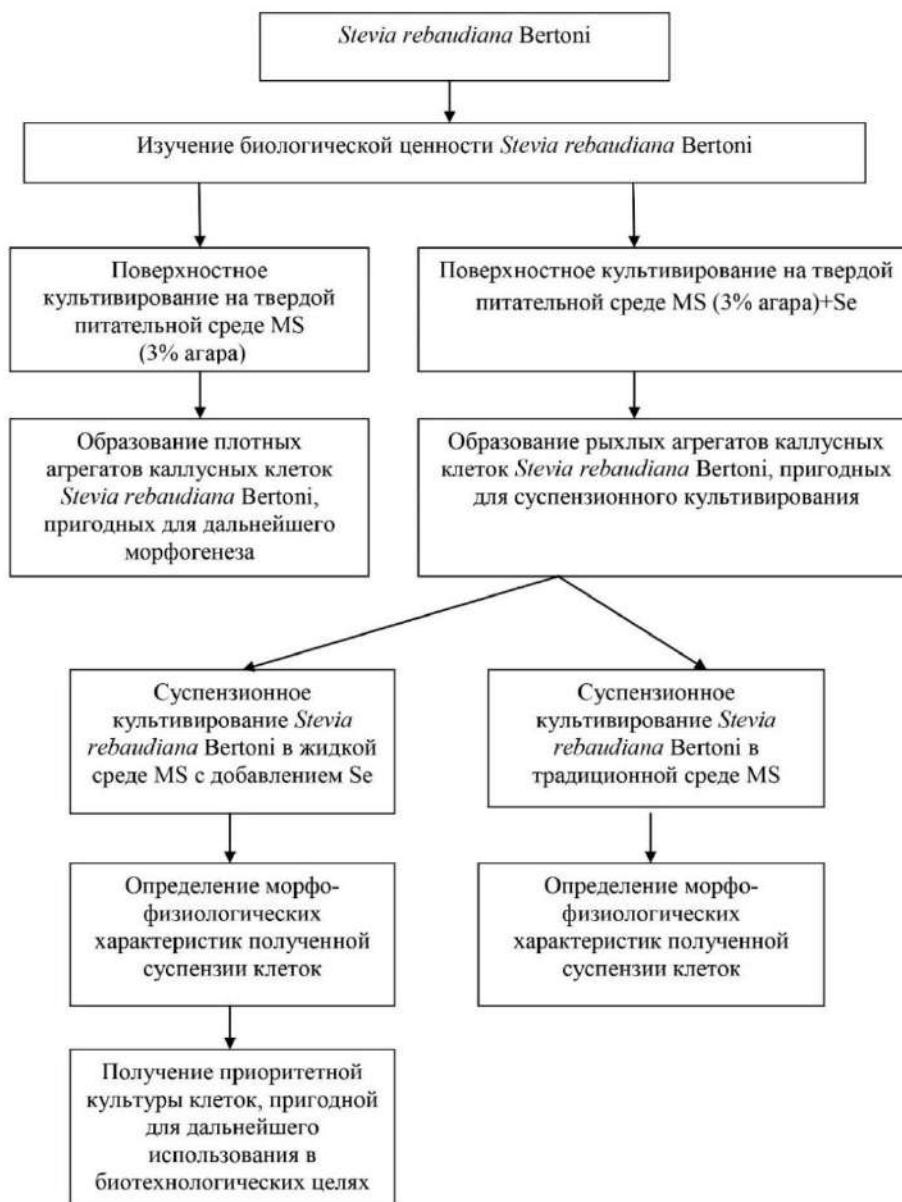 Stevia rebaudiana Bertoni
Изучение биологической ценности Stevia rebaudiana Bertoni
Поверхностное
культивирование на твердой
питательной среде MS
(3% агара)
Поверхностное культивирование на твердой
питательной среде MS (3% агара)+Se
Образование плотных
агрегатов каллусных клеток
Stevia rebaudiana Bertoni,
пригодных для дальнейшего
морфогенеза
Образование рыхлых агрегатов каллусных
клеток Stevia rebaudiana Bertoni, пригодных
для суспензионного культивирования
Суспензионное
культивирование Stevia
rebaudiana Bertoni в жидкой
среде MS с добавлением Se
Суспензионное
культивирование Stevia
rebaudiana Bertoni в
традиционной среде MS
Определение морфо-
физиологических
характеристик полученной
суспензии клеток
Определение морфо-
физиологических
характеристик полученной
суспензии клеток
Получение приоритетной
культуры клеток, пригодной
для дальнейшего
использования в
биотехнологических целях